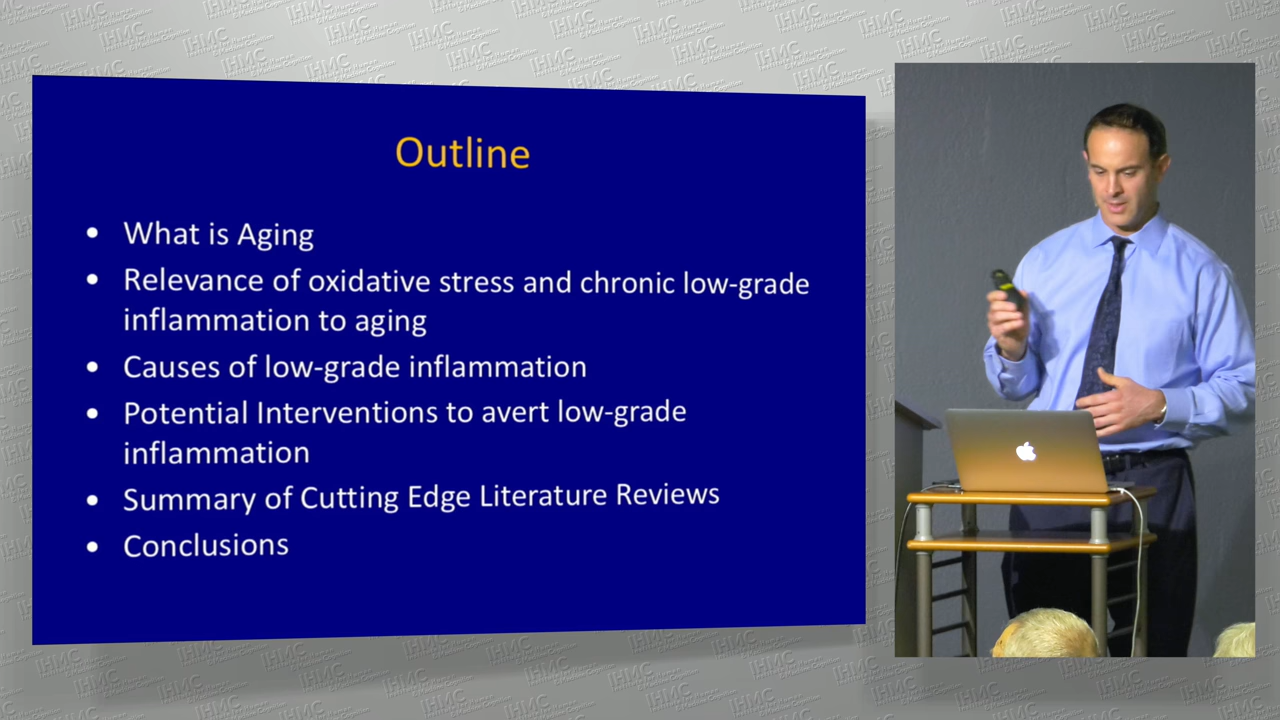 Outline
• What is Aging
• Relevance of oxidative stress and chronic low-grade
inflammation to aging
• Causes of low-grade inflammation
• Potential Interventions to avert low-grade
inflammation
• Summary of Cutting Edge Literature Reviews
• Conclusions
IHMC